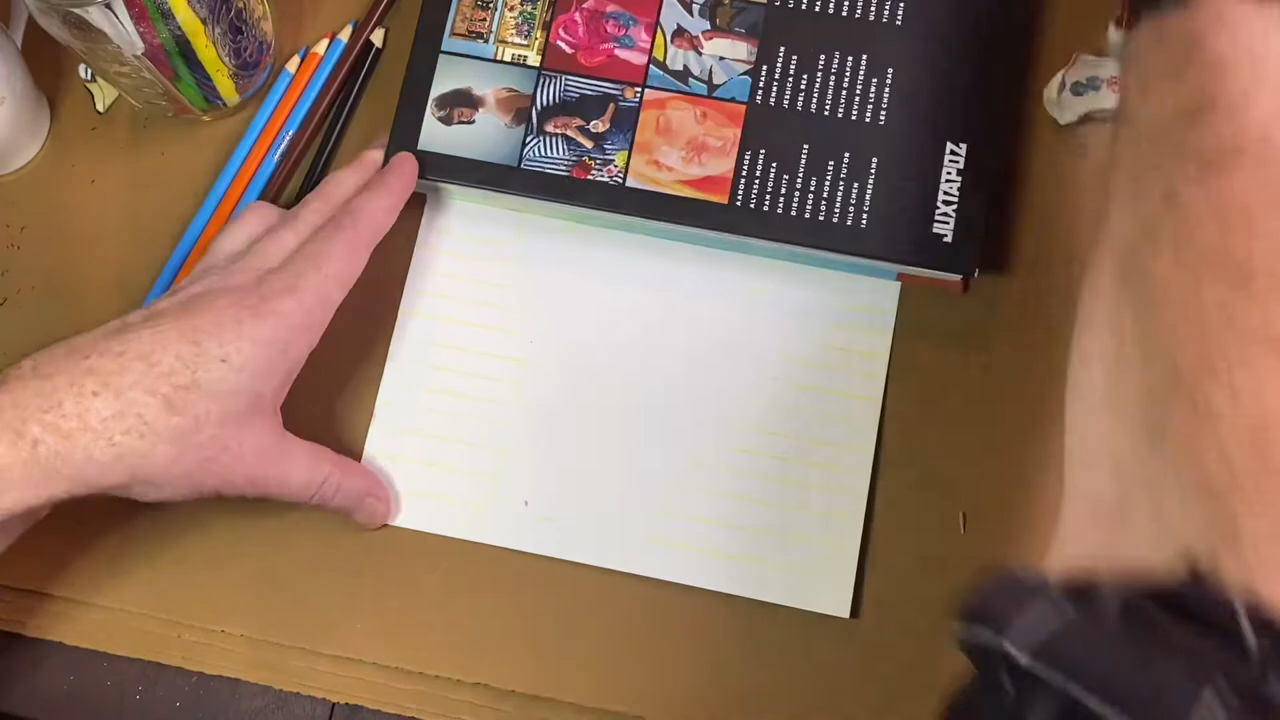 JEN MANN
JENNY MORGAN
JESSICA HESS
JOEL REA
JONATHAN TEO
KAZUHIRO TSUJI
KELVIN OKAFOR
KEVIN PETERSON
KRIS LEWIS
LEE CHEN-DAO
AARON NAGEL
ALYSSA MONKS
DAN VOINEA
DAN WITZ
DIEGO GRAVINESE
DIEGO KOI
ELOY MORALES
GLENNRAY TUTOR
HILO CHEN
IAN CUMBERLAND
JUXTAPOZ